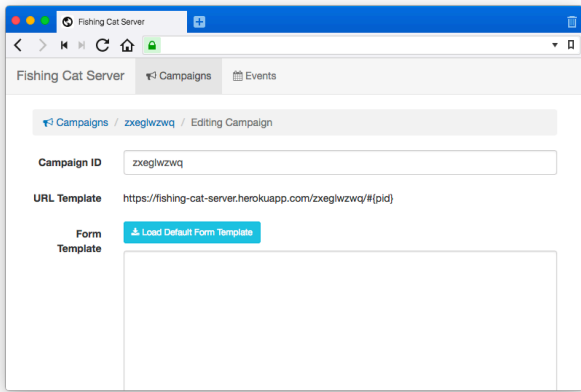 Fishing Cat Server
Fishing Cat Server Campaigns Events
Campaigns / zxeglwzwq / Editing Campaign
Campaign ID zxeglwzwq
URL Template https://fishing-cat-server.herokuapp.com/zxeglwzwq/#{pid}
Form Template Load Default Form Template